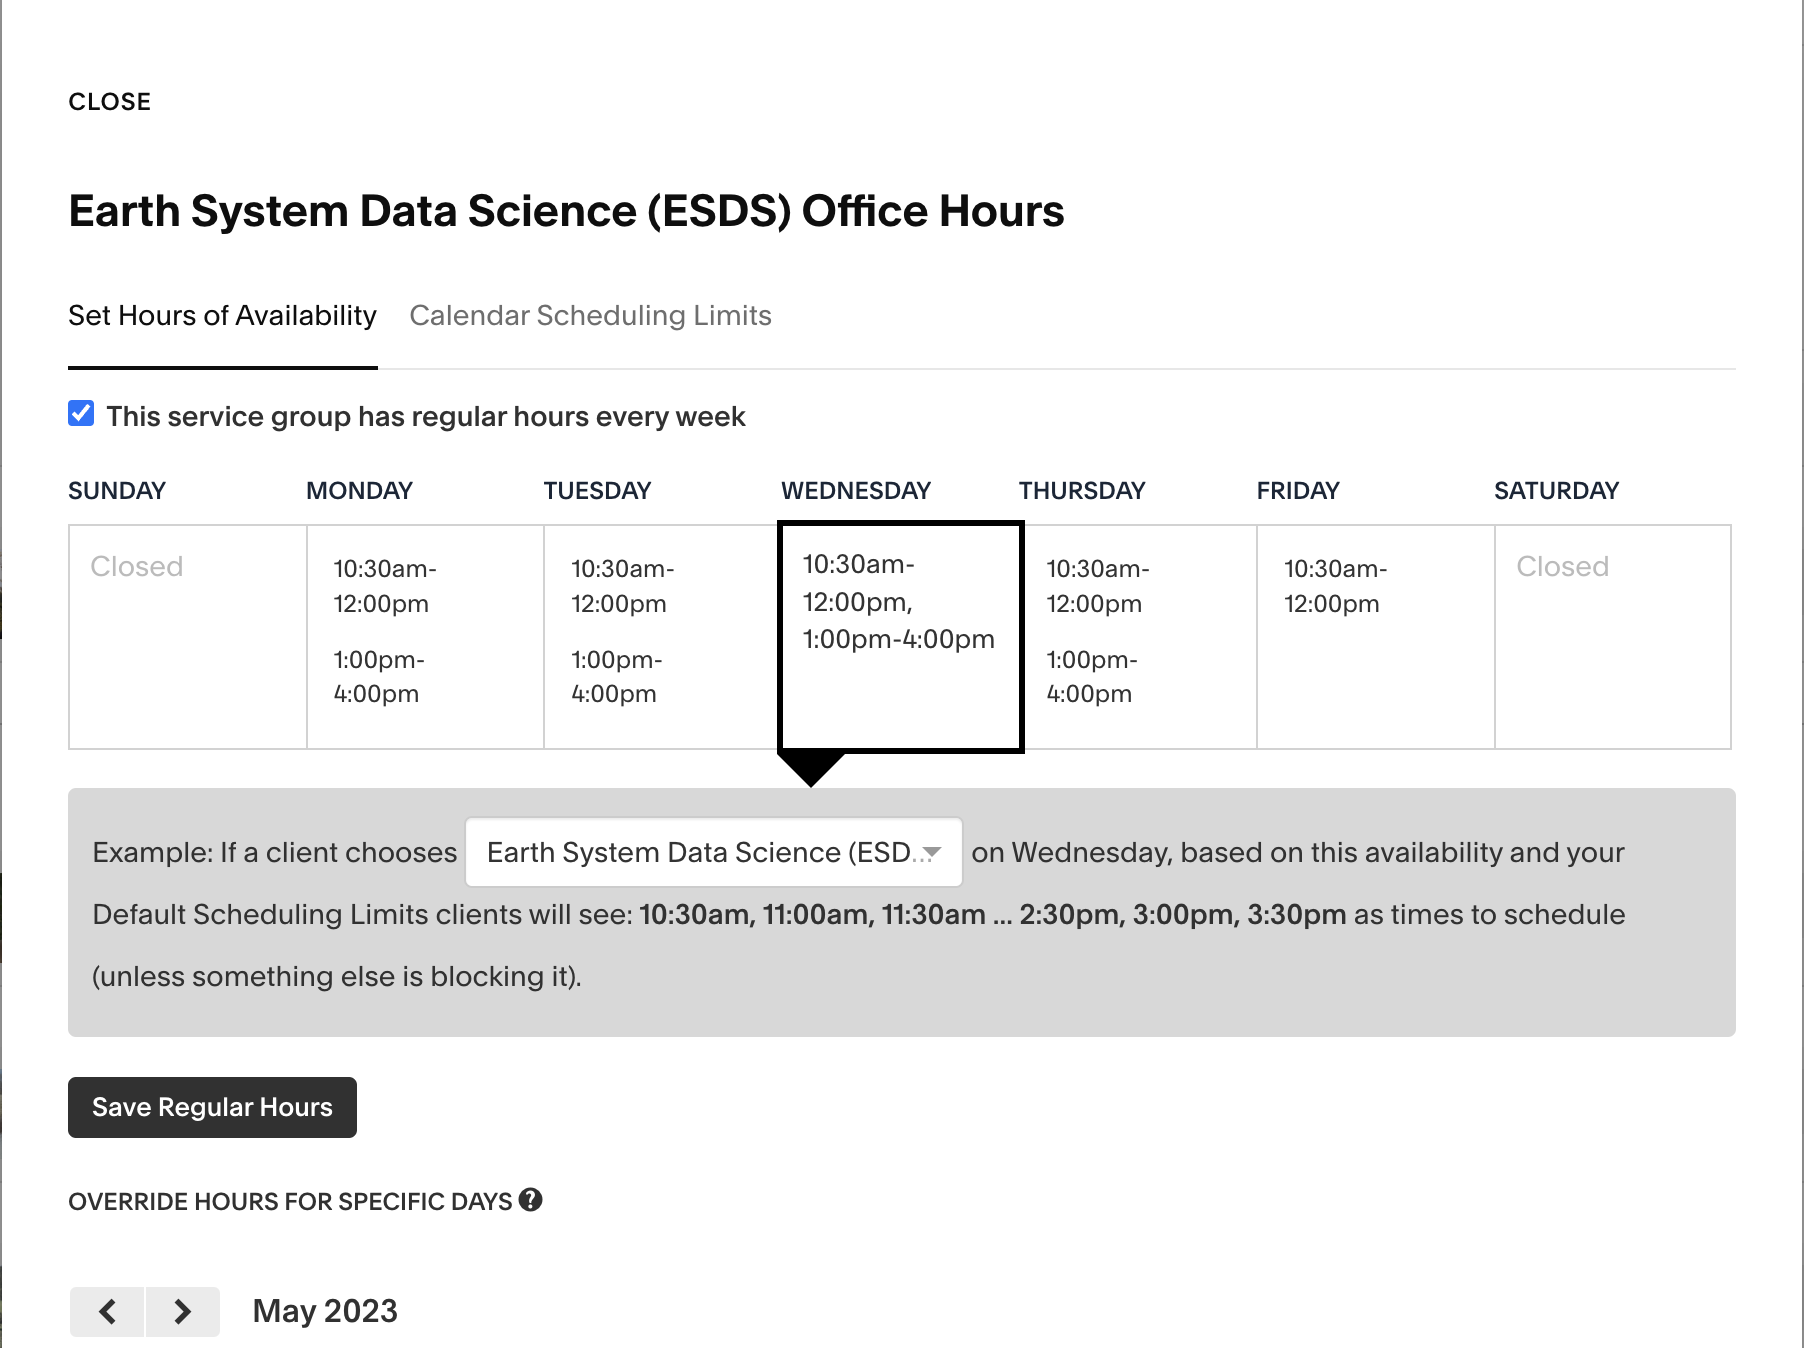 CLOSE
Earth System Data Science (ESDS) Office Hours
Set Hours of Availability
Calendar Scheduling Limits
This service group has regular hours every week
SUNDAY
MONDAY
TUESDAY
WEDNESDAY
THURSDAY
FRIDAY
SATURDAY
Closed
10:30am-
12:00pm
1:00pm-
4:00pm
10:30am-
12:00pm
1:00pm-
4:00pm
10:30am-
12:00pm,
1:00pm-4:00pm
10:30am-
12:00pm
1:00pm-
4:00pm
10:30am-
12:00pm
Closed
Example: If a client chooses Earth System Data Science (ESD... on Wednesday, based on this availability and your
Default Scheduling Limits clients will see: 10:30am, 11:00am, 11:30am ... 2:30pm, 3:00pm, 3:30pm as times to schedule
(unless something else is blocking it).
Save Regular Hours
OVERRIDE HOURS FOR SPECIFIC DAYS ?
May 2023